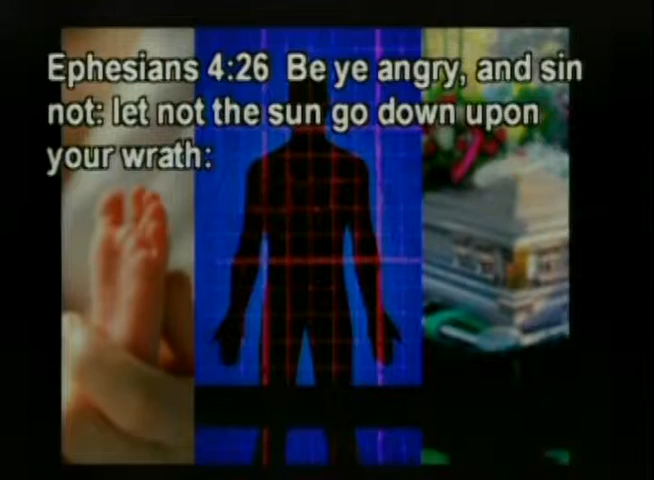 Ephesians 4:26 Be ye angry, and sin
not: let not the sun go down upon
your wrath: